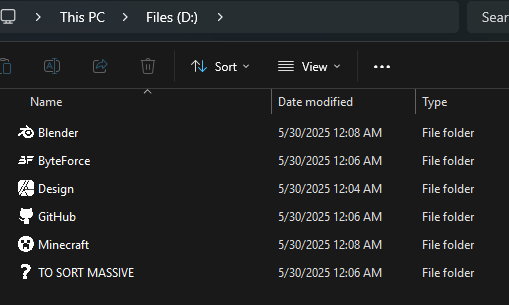 This PC > Files (D:) > Sear
Sort View
Name Date modified Type
Blender 5/30/2025 12:08 AM File folder
ByteForce 5/30/2025 12:06 AM File folder
Design 5/30/2025 12:04 AM File folder
GitHub 5/30/2025 12:06 AM File folder
Minecraft 5/30/2025 12:08 AM File folder
TO SORT MASSIVE 5/30/2025 12:06 AM File folder